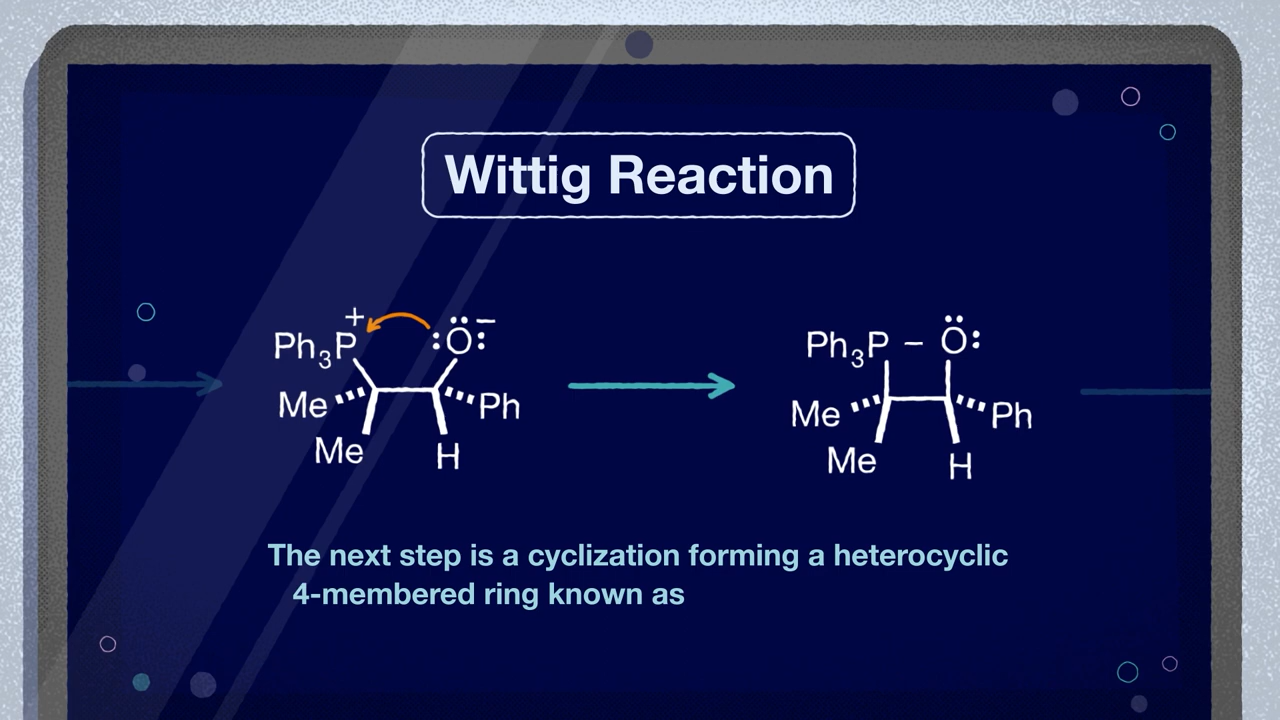 Wittig Reaction
Ph₃P⁺ :Ö:⁻
Me Ph
Me H
Ph₃P – Ö:
Me Ph
Me H
The next step is a cyclization forming a heterocyclic
4-membered ring known as